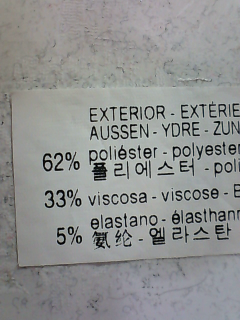 EXTERIOR - EXTÉRIE
AUSSEN - YDRE - ZUN
62% poliéster - polyester
폴리에스터 - poli
33% viscosa - viscose - B
5% elastano - élasthann
氨纶 - 엘라스탄